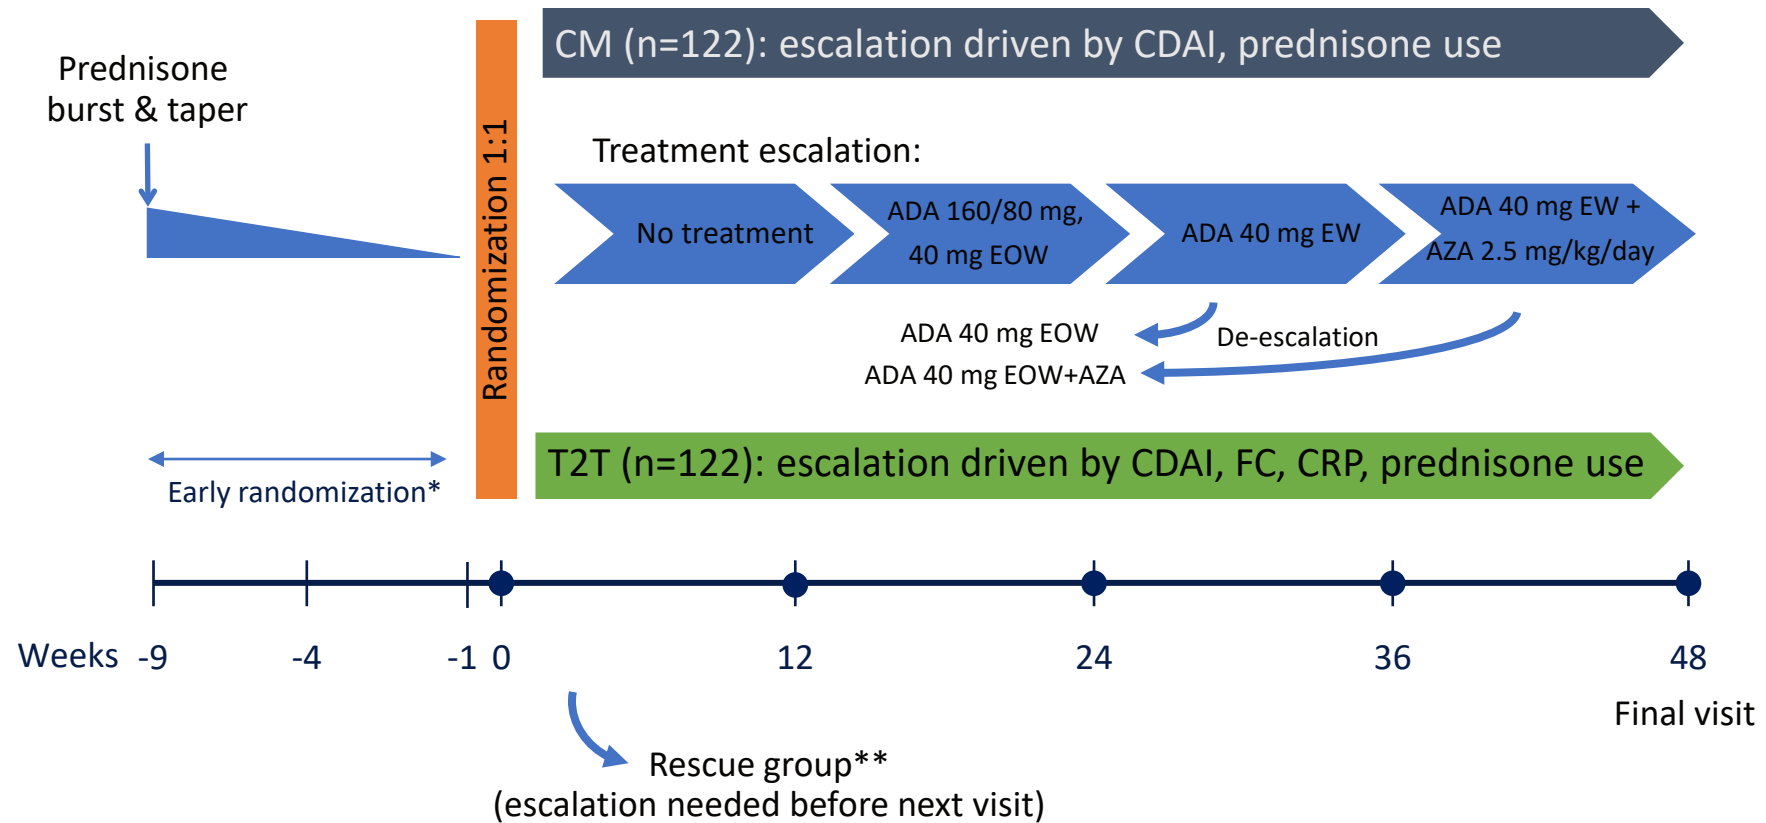 CM (n=122): escalation driven by CDAI, prednisone use
Prednisone
burst & taper
Randomization 1:1
Treatment escalation:
No treatment
ADA 160/80 mg,
40 mg EOW
ADA 40 mg EW
ADA 40 mg EW +
AZA 2.5 mg/kg/day
ADA 40 mg EOW
De-escalation
ADA 40 mg EOW+AZA
T2T (n=122): escalation driven by CDAI, FC, CRP, prednisone use
Early randomization*
Weeks -9 -4 -1 0 12 24 36 48
Final visit
Rescue group**
(escalation needed before next visit)